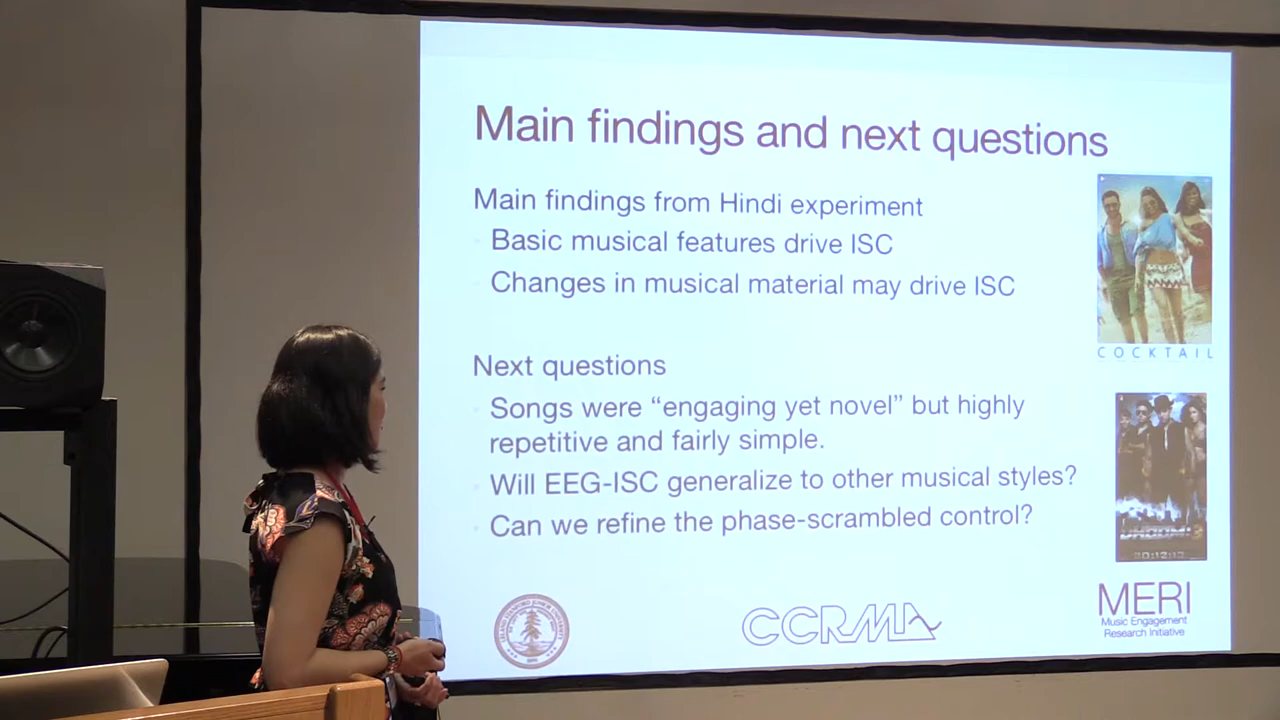 Main findings and next questions
Main findings from Hindi experiment
Basic musical features drive ISC
Changes in musical material may drive ISC
COCKTAIL
Next questions
Songs were “engaging yet novel” but highly
repetitive and fairly simple.
Will EEG-ISC generalize to other musical styles?
Can we refine the phase-scrambled control?
CCRMA
MERI
Music Engagement
Research Initiative